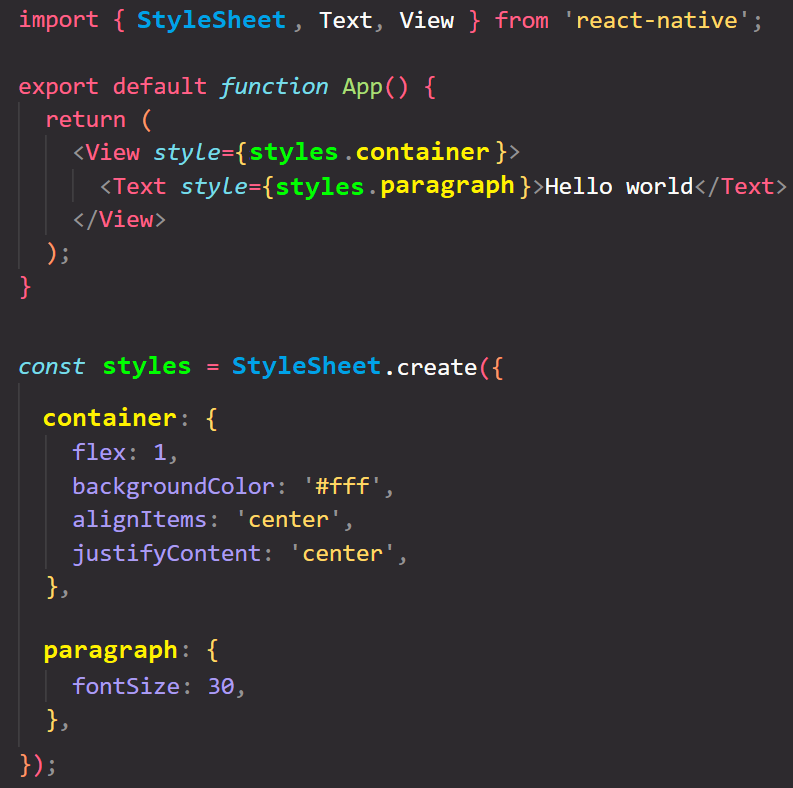 import { StyleSheet , Text, View } from 'react-native';
export default function App() {
return (
<View style={styles.container}>
<Text style={styles.paragraph}>Hello world</Text>
</View>
);
}
const styles = StyleSheet.create({
container: {
flex: 1,
backgroundColor: '#fff',
alignItems: 'center',
justifyContent: 'center',
},
paragraph: {
fontSize: 30,
},
});